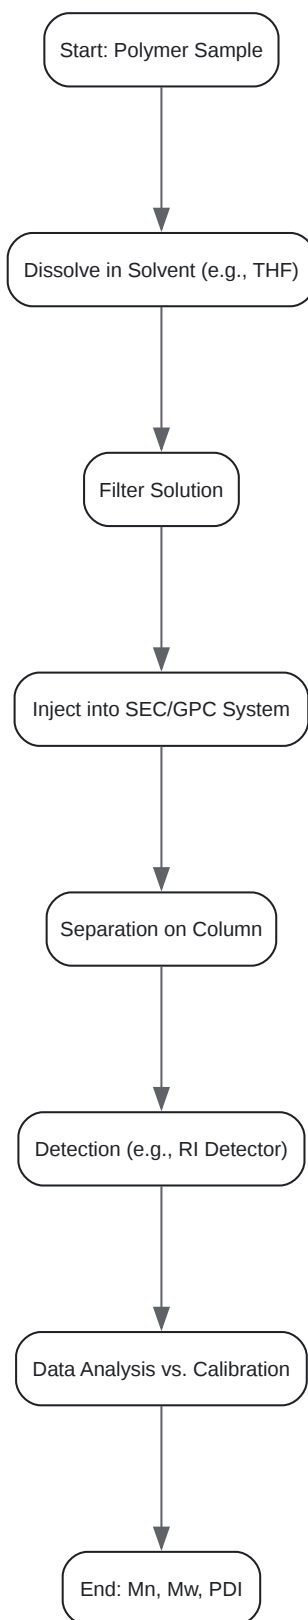 Start: Polymer Sample
Dissolve in Solvent (e.g., THF)
Filter Solution
Inject into SEC/GPC System
Separation on Column
Detection (e.g., RI Detector)
Data Analysis vs. Calibration
End: Mn, Mw, PDI